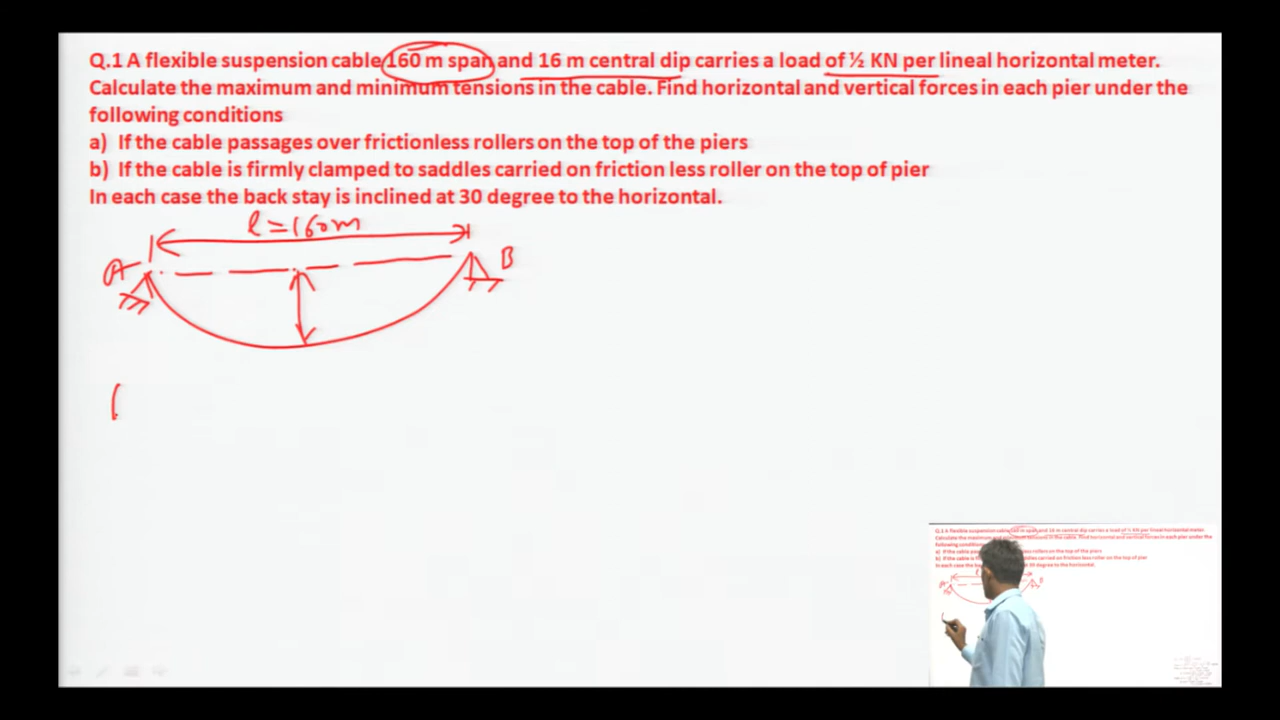 Q.1 A flexible suspension cable 160 m span and 16 m central dip carries a load of ½ KN per lineal horizontal meter.
Calculate the maximum and minimum tensions in the cable. Find horizontal and vertical forces in each pier under the
following conditions
a) If the cable passages over frictionless rollers on the top of the piers
b) If the cable is firmly clamped to saddles carried on friction less roller on the top of pier
In each case the back stay is inclined at 30 degree to the horizontal.
l = 160m
A
B